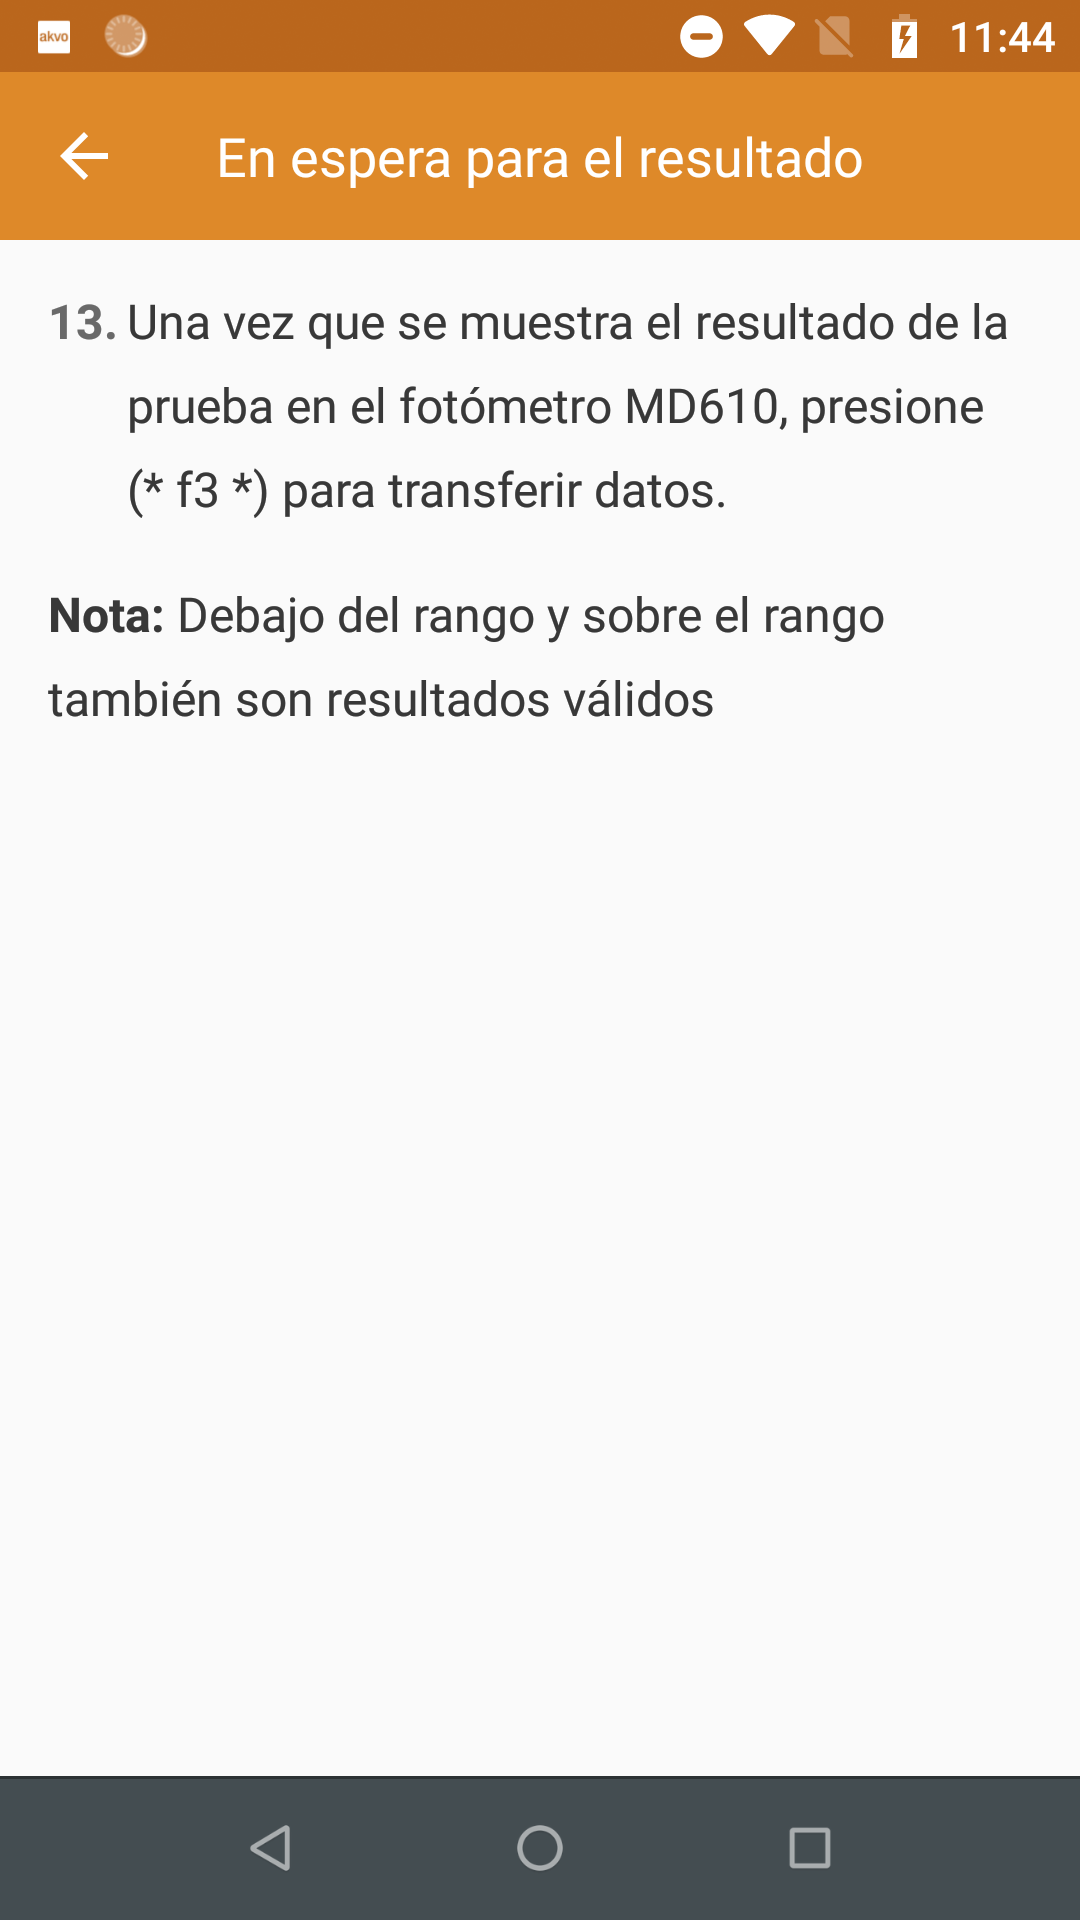 akvo
11:44
En espera para el resultado
13. Una vez que se muestra el resultado de la
prueba en el fotómetro MD610, presione
(* f3 *) para transferir datos.
Nota: Debajo del rango y sobre el rango
también son resultados válidos